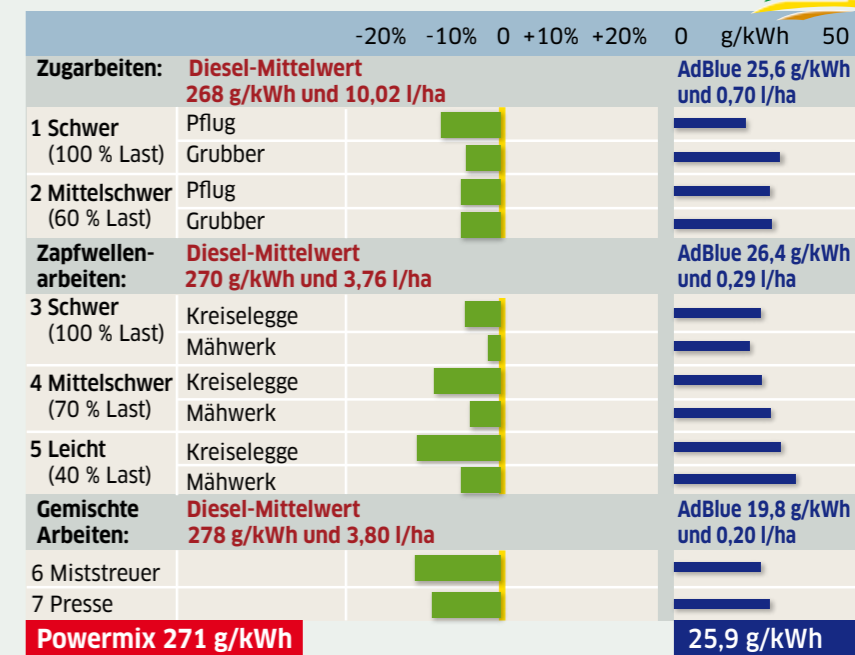 -20% -10% 0 +10% +20% 0 g/kWh 50
Zugarbeiten: Diesel-Mittelwert AdBlue 25,6 g/kWh
268 g/kWh und 10,02 l/ha und 0,70 l/ha
1 Schwer Pflug
(100 % Last) Grubber
2 Mittelschwer Pflug
(60 % Last) Grubber
Zapfwellen- Diesel-Mittelwert AdBlue 26,4 g/kWh
arbeiten: 270 g/kWh und 3,76 l/ha und 0,29 l/ha
3 Schwer Kreiselegge
(100 % Last) Mähwerk
4 Mittelschwer Kreiselegge
(70 % Last) Mähwerk
5 Leicht Kreiselegge
(40 % Last) Mähwerk
Gemischte Diesel-Mittelwert AdBlue 19,8 g/kWh
Arbeiten: 278 g/kWh und 3,80 l/ha und 0,20 l/ha
6 Miststreuer
7 Presse
Powermix 271 g/kWh 25,9 g/kWh